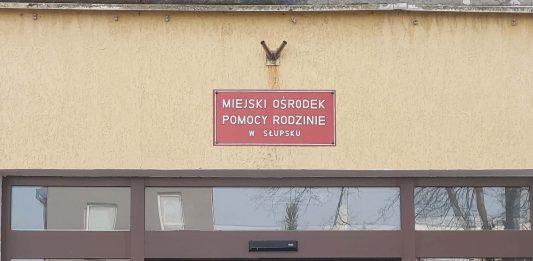 MIEJSKI OŚRODEK
POMOCY RODZINIE
W SŁUPSKU